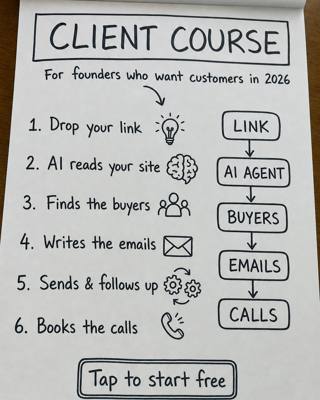 CLIENT COURSE
For founders who want customers in 2026
1. Drop your link
2. AI reads your site
3. Finds the buyers
4. Writes the emails
5. Sends & follows up
6. Books the calls
LINK
AI AGENT
BUYERS
EMAILS
CALLS
Tap to start free